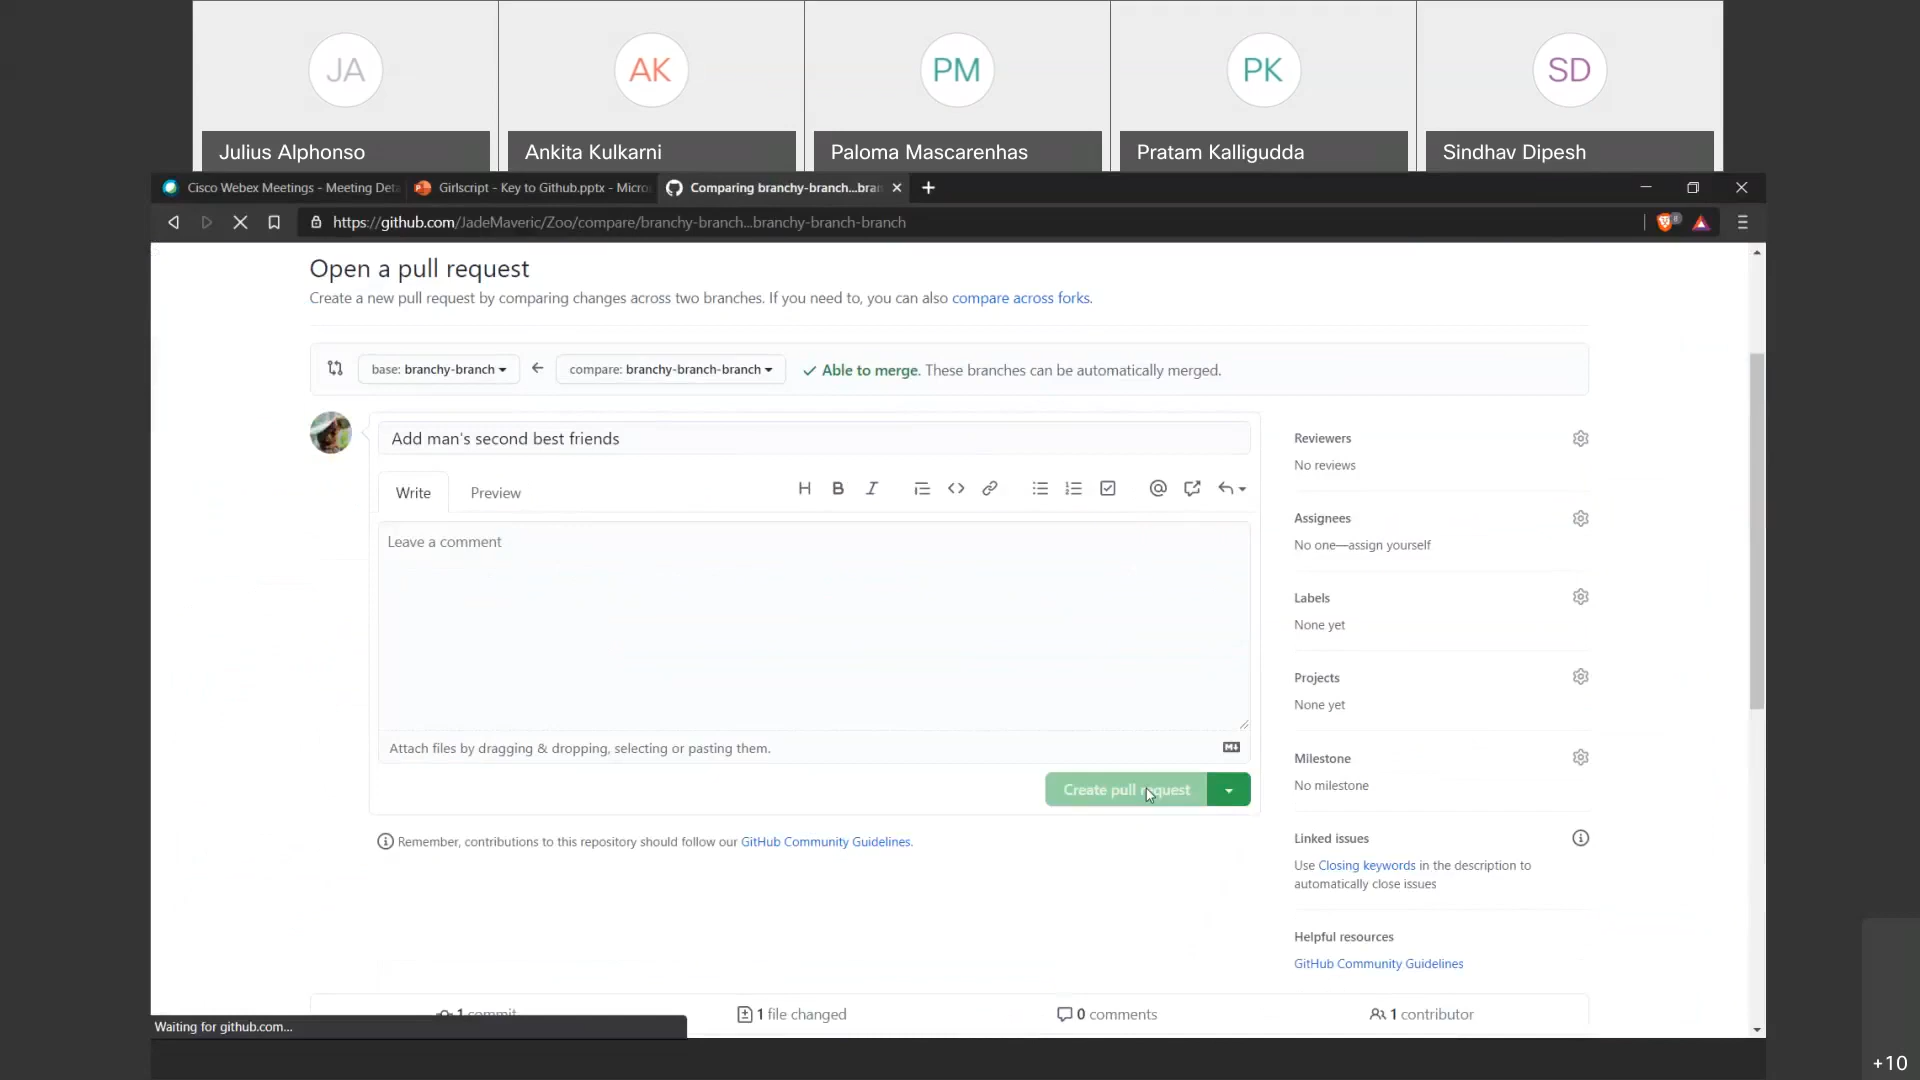 JA AK PM PK SD
Julius Alphonso Ankita Kulkarni Paloma Mascarenhas Pratam Kalligudda Sindhav Dipesh
Cisco Webex Meetings - Meeting Det Girlscript - Key to Github.pptx - Micro Comparing branchy-branch...bran
https://github.com/JadeMaveric/Zoo/compare/branchy-branch...branchy-branch-branch
Open a pull request
Create a new pull request by comparing changes across two branches. If you need to, you can also compare across forks.
base: branchy-branch compare: branchy-branch-branch Able to merge. These branches can be automatically merged.
Add man's second best friends
Write Preview
Leave a comment
Attach files by dragging & dropping, selecting or pasting them.
Create pull request
Remember, contributions to this repository should follow our GitHub Community Guidelines.
Reviewers
No reviews
Assignees
No one—assign yourself
Labels
None yet
Projects
None yet
Milestone
No milestone
Linked issues
Use Closing keywords in the description to
automatically close issues
Helpful resources
GitHub Community Guidelines
1 commit 1 file changed 0 comments 1 contributor
Waiting for github.com...
+10